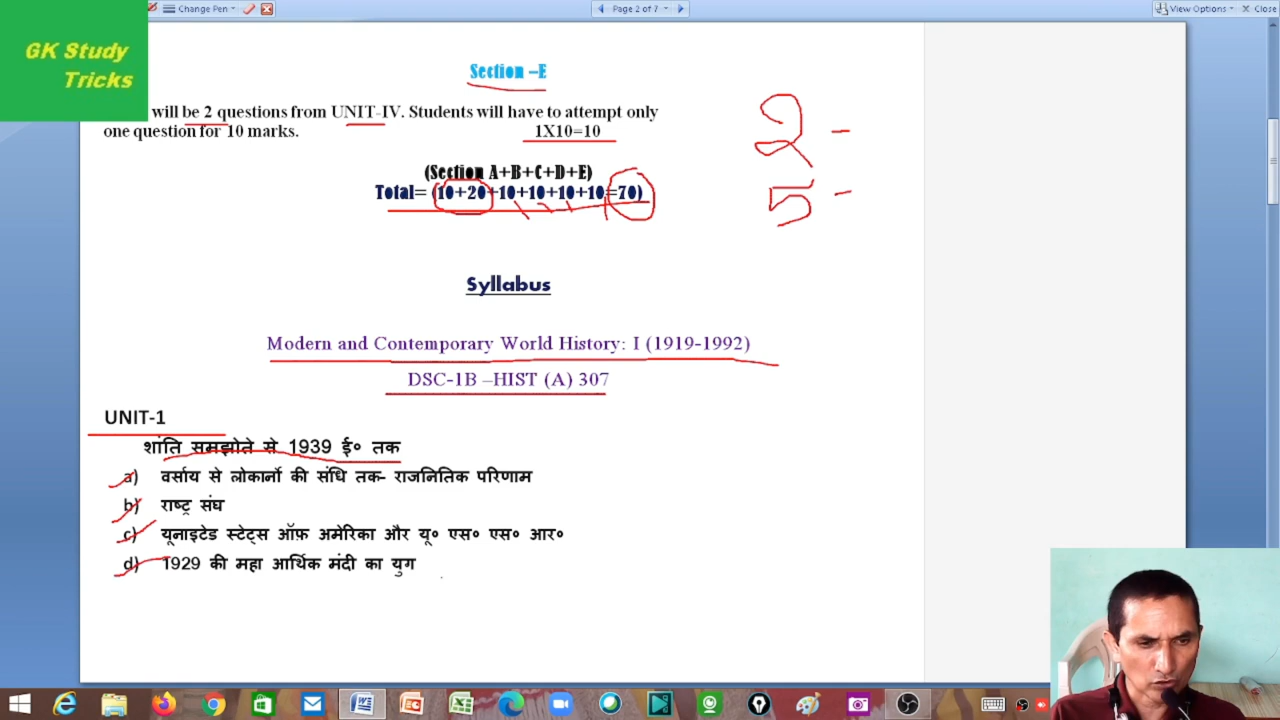 Change Pen
Page 2 of 7
View Options
Close
GK Study
Tricks
Section –E
will be 2 questions from UNIT-IV. Students will have to attempt only
one question for 10 marks. 1X10=10
(Section A+B+C+D+E)
Total= (10+20+10+10+10+10=70)
2 -
5 -
Syllabus
Modern and Contemporary World History: I (1919-1992)
DSC-1B –HIST (A) 307
UNIT-1
शांति समझोते से 1939 ई० तक
a) वर्साय से लोकार्नो की संधि तक- राजनितिक परिणाम
b) राष्ट्र संघ
c) यूनाइटेड स्टेट्स ऑफ़ अमेरिका और यू० एस० एस० आर०
d) 1929 की महा आर्थिक मंदी का युग